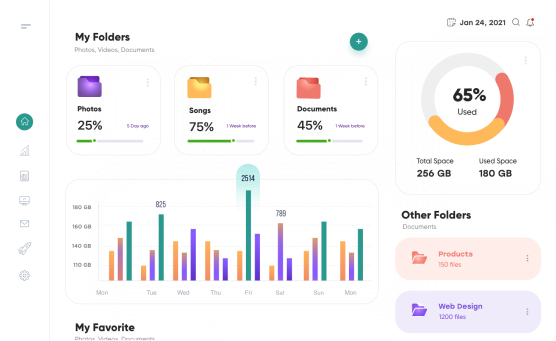 Jan 24, 2021
My Folders
Photos, Videos, Documents
+
Photos
25%
5 Day ago
Songs
75%
1 Week before
Documents
45%
1 Week before
65%
Used
Total Space
256 GB
Used Space
180 GB
2514
825
789
180 GB
160 GB
140 GB
110 GB
Mon
Tue
Wed
Thu
Fri
Sat
Sun
Mon
Other Folders
Documents
Products
150 files
Web Design
1200 files
My Favorite
Photos, Videos, Documents